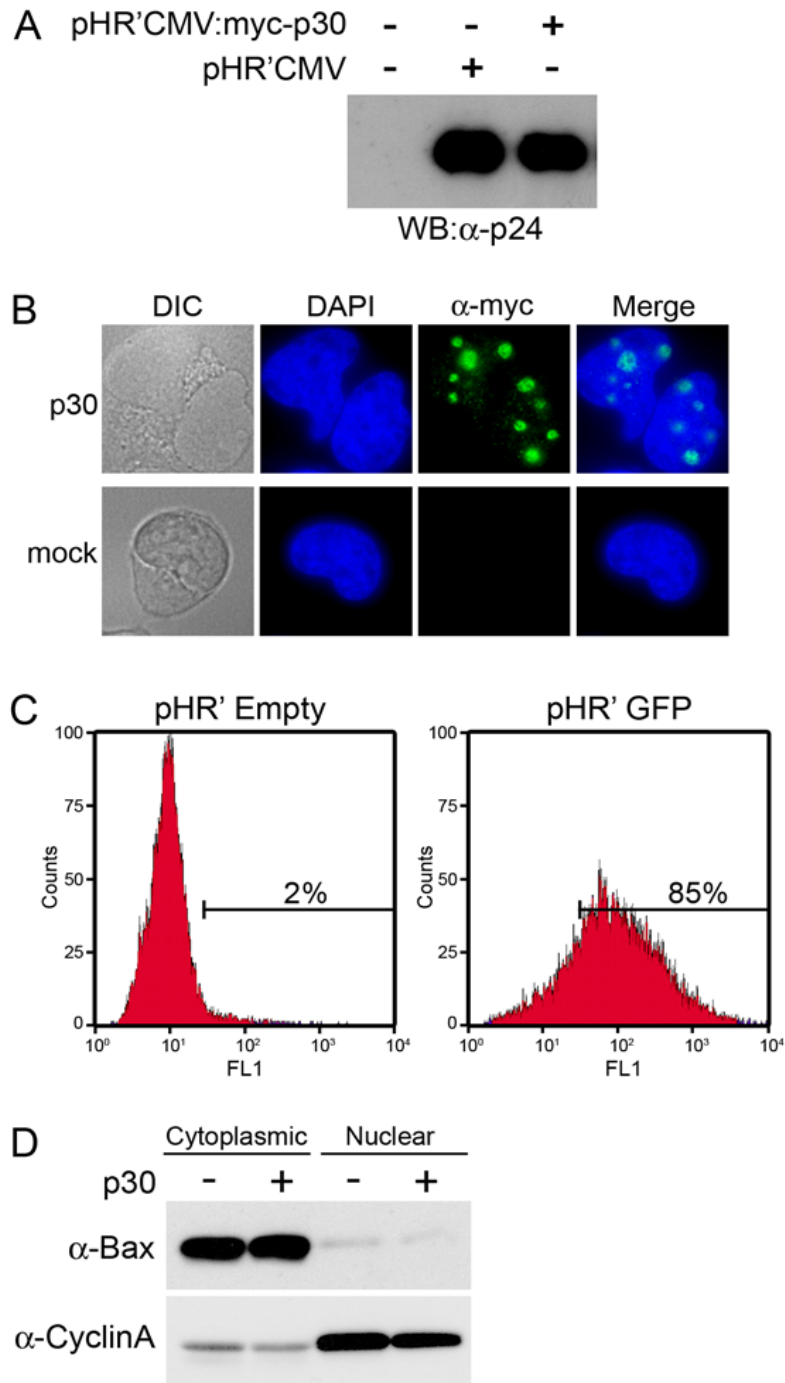 A
pHR'CMV:myc-p30 - - +
pHR'CMV - + -
WB:α-p24
B
DIC DAPI α-myc Merge
p30
mock
C
pHR' Empty pHR' GFP
100 100
75 75
Counts Counts
50 50
2% 85%
25 25
0 0
10⁰ 10¹ 10² 10³ 10⁴ 10⁰ 10¹ 10² 10³ 10⁴
FL1 FL1
D
Cytoplasmic Nuclear
p30 - + - +
α-Bax
α-CyclinA